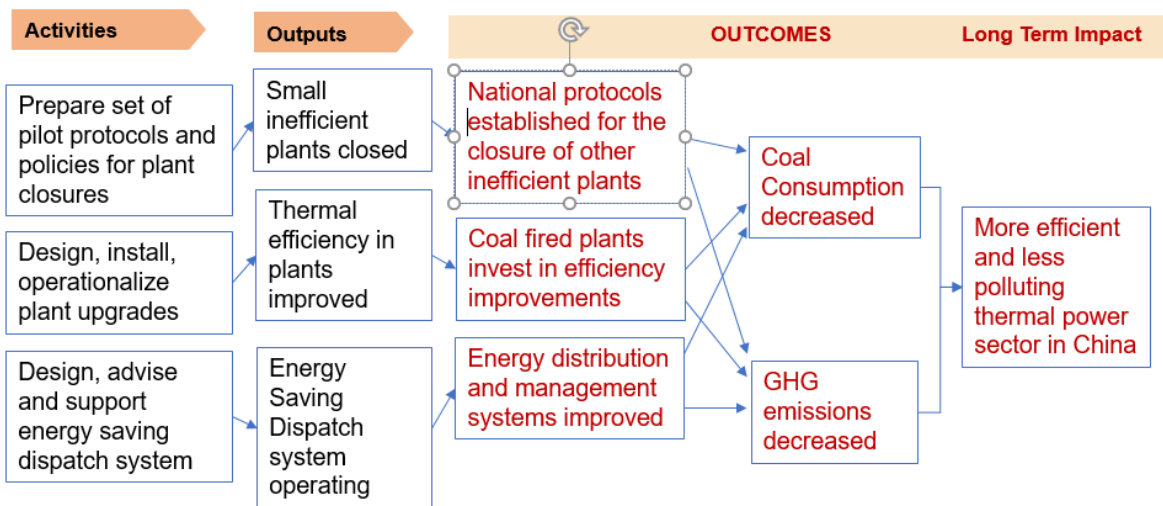 Activities
Outputs
OUTCOMES
Long Term Impact
Prepare set of
pilot protocols and
policies for plant
closures
Design, install,
operationalize
plant upgrades
Design, advise
and support
energy saving
dispatch system
Small
inefficient
plants closed
Thermal
efficiency in
plants
improved
Energy
Saving
Dispatch
system
operating
National protocols
established for the
closure of other
inefficient plants
Coal fired plants
invest in efficiency
improvements
Energy distribution
and management
systems improved
Coal
Consumption
decreased
GHG
emissions
decreased
More efficient
and less
polluting
thermal power
sector in China